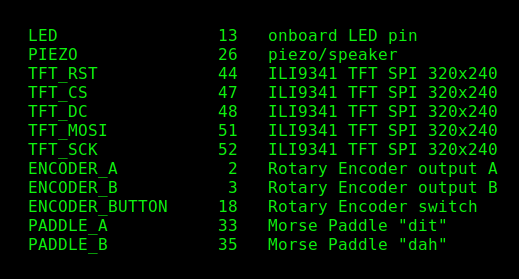 LED 13 onboard LED pin
PIEZO 26 piezo/speaker
TFT_RST 44 ILI9341 TFT SPI 320x240
TFT_CS 47 ILI9341 TFT SPI 320x240
TFT_DC 48 ILI9341 TFT SPI 320x240
TFT_MOSI 51 ILI9341 TFT SPI 320x240
TFT_SCK 52 ILI9341 TFT SPI 320x240
ENCODER_A 2 Rotary Encoder output A
ENCODER_B 3 Rotary Encoder output B
ENCODER_BUTTON 18 Rotary Encoder switch
PADDLE_A 33 Morse Paddle "dit"
PADDLE_B 35 Morse Paddle "dah"